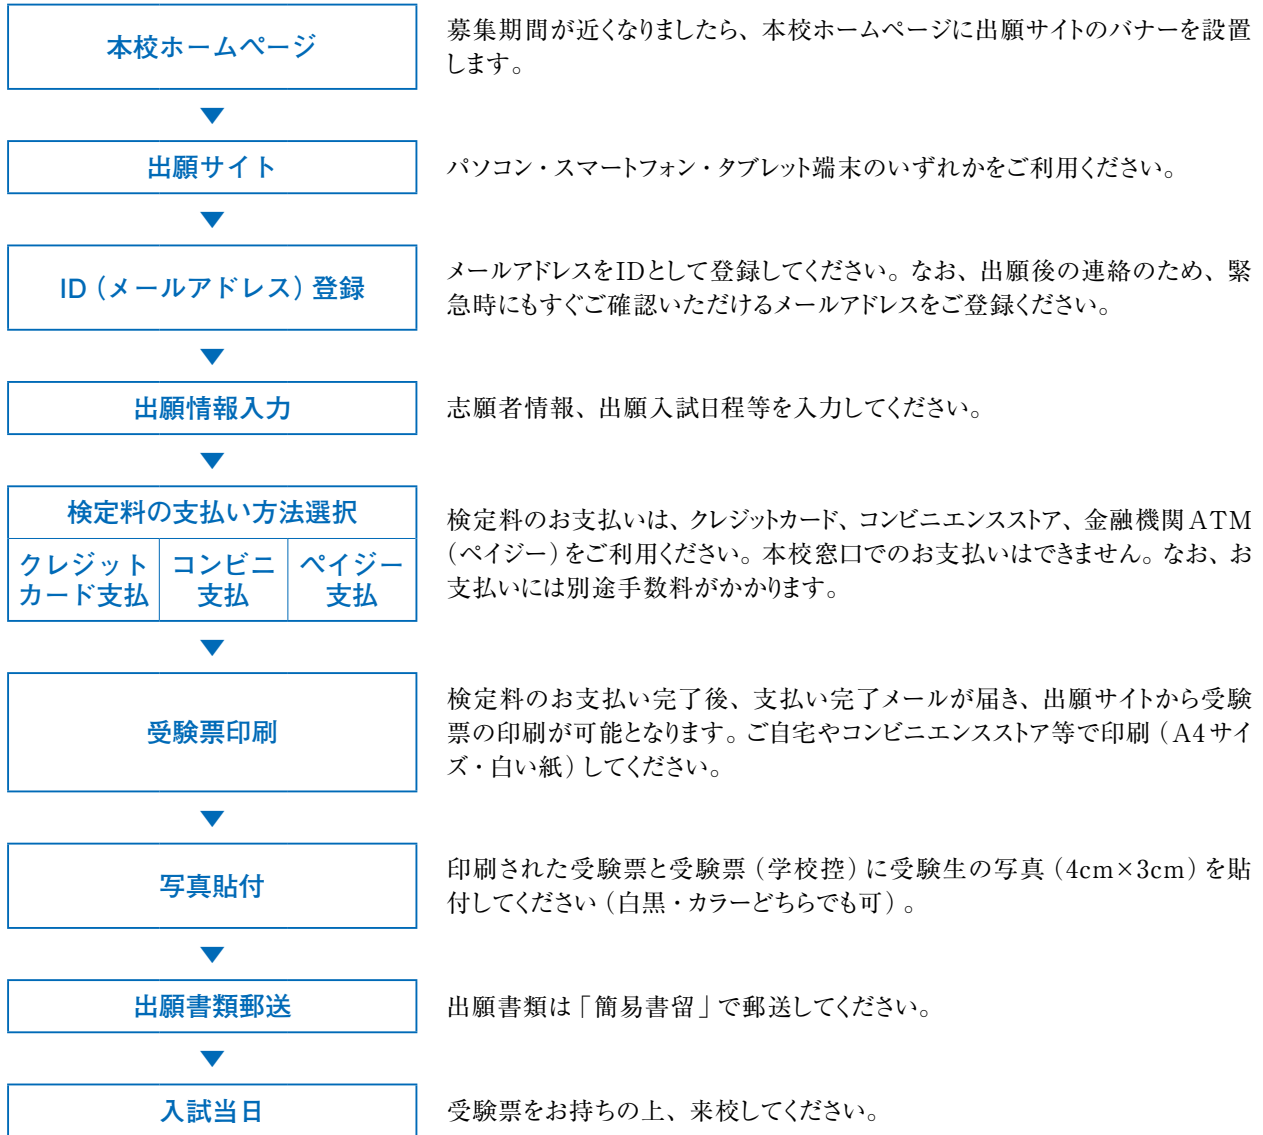 本校ホームページ
募集期間が近くなりましたら、本校ホームページに出願サイトのバナーを設置
します。
▼
出願サイト
パソコン・スマートフォン・タブレット端末のいずれかをご利用ください。
▼
ID（メールアドレス）登録
メールアドレスをIDとして登録してください。なお、出願後の連絡のため、緊
急時にもすぐご確認いただけるメールアドレスをご登録ください。
▼
出願情報入力
志願者情報、出願入試日程等を入力してください。
▼
検定料の支払い方法選択
クレジット
カード支払
コンビニ
支払
ペイジー
支払
検定料のお支払いは、クレジットカード、コンビニエンスストア、金融機関ATM
（ペイジー）をご利用ください。本校窓口でのお支払いはできません。なお、お
支払いには別途手数料がかかります。
▼
受験票印刷
検定料のお支払い完了後、支払い完了メールが届き、出願サイトから受験
票の印刷が可能となります。ご自宅やコンビニエンスストア等で印刷（A4サイ
ズ・白い紙）してください。
▼
写真貼付
印刷された受験票と受験票（学校控）に受験生の写真（4cm×3cm）を貼
付してください（白黒・カラーどちらでも可）。
▼
出願書類郵送
出願書類は「簡易書留」で郵送してください。
▼
入試当日
受験票をお持ちの上、来校してください。